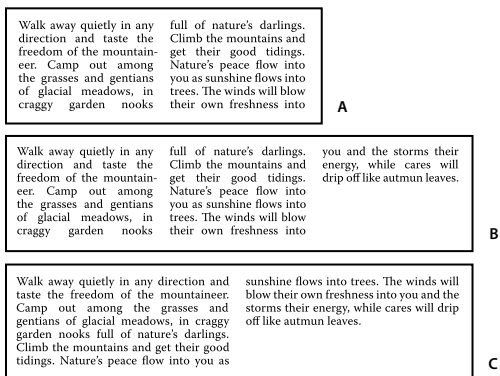 Walk away quietly in any
direction and taste the
freedom of the mountain-
eer. Camp out among
the grasses and gentians
of glacial meadows, in
craggy garden nooks
full of nature's darlings.
Climb the mountains and
get their good tidings.
Nature's peace flow into
you as sunshine flows into
trees. The winds will blow
their own freshness into
A
Walk away quietly in any
direction and taste the
freedom of the mountain-
eer. Camp out among
the grasses and gentians
of glacial meadows, in
craggy garden nooks
full of nature's darlings.
Climb the mountains and
get their good tidings.
Nature's peace flow into
you as sunshine flows into
trees. The winds will blow
their own freshness into
you and the storms their
energy, while cares will
drip off like autmun leaves.
B
Walk away quietly in any direction and
taste the freedom of the mountaineer.
Camp out among the grasses and
gentians of glacial meadows, in craggy
garden nooks full of nature's darlings.
Climb the mountains and get their good
tidings. Nature's peace flow into you as
sunshine flows into trees. The winds will
blow their own freshness into you and the
storms their energy, while cares will drip
off like autmun leaves.
C